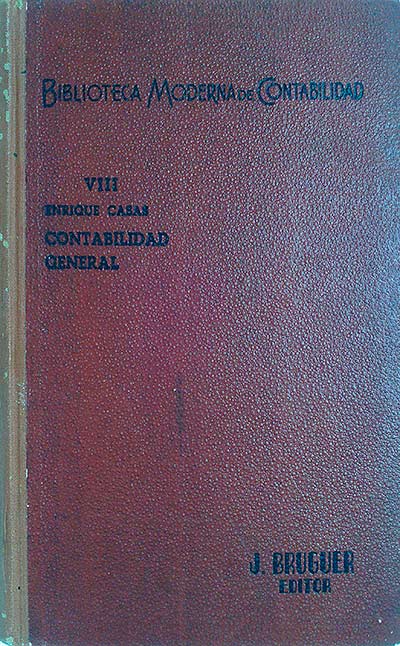 BIBLIOTECA MODERNA DE CONTABILIDAD
VIII
ENRIQUE CASAS
CONTABILIDAD
GENERAL
J. BRUGUER
EDITOR